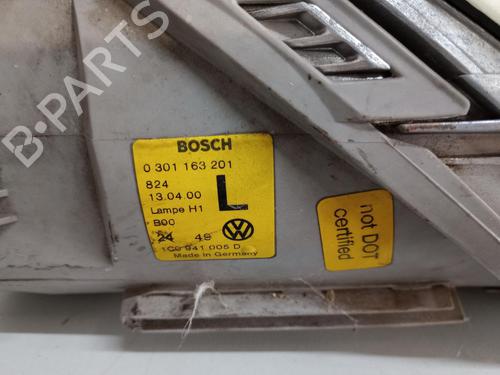 B-PARTS
BOSCH
0 301 163 201
824
13.04.00
L
Lampe H1
B00
24 48
1C0 941 005 D
Made in Germany
not DOT
certified